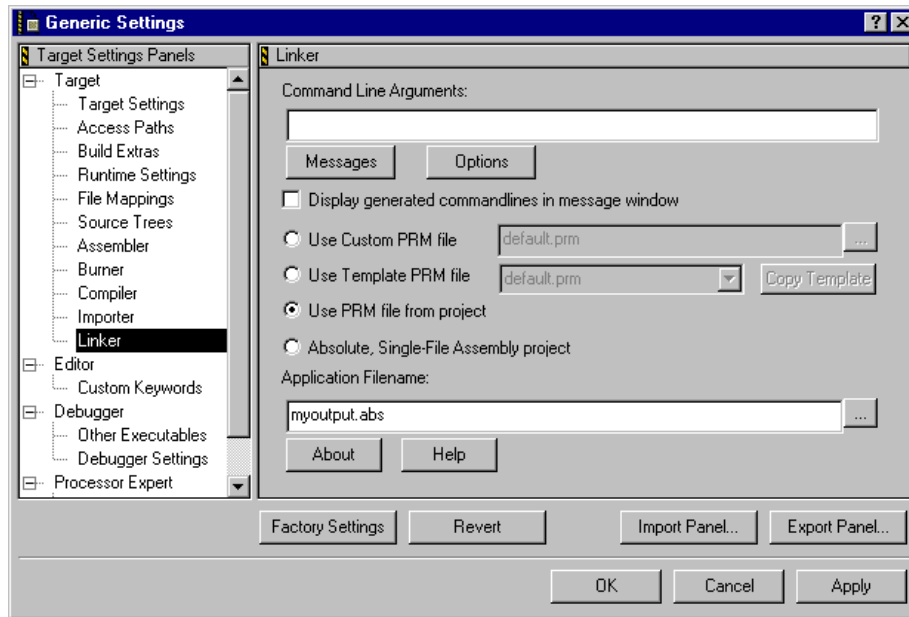 Generic Settings
Target Settings Panels
Target
Target Settings
Access Paths
Build Extras
Runtime Settings
File Mappings
Source Trees
Assembler
Burner
Compiler
Importer
Linker
Editor
Custom Keywords
Debugger
Other Executables
Debugger Settings
Processor Expert
Linker
Command Line Arguments:
Messages Options
Display generated commandlines in message window
Use Custom PRM file default.prm ...
Use Template PRM file default.prm Copy Template
Use PRM file from project
Absolute, Single-File Assembly project
Application Filename:
myoutput.abs ...
About Help
Factory Settings Revert Import Panel... Export Panel...
OK Cancel Apply